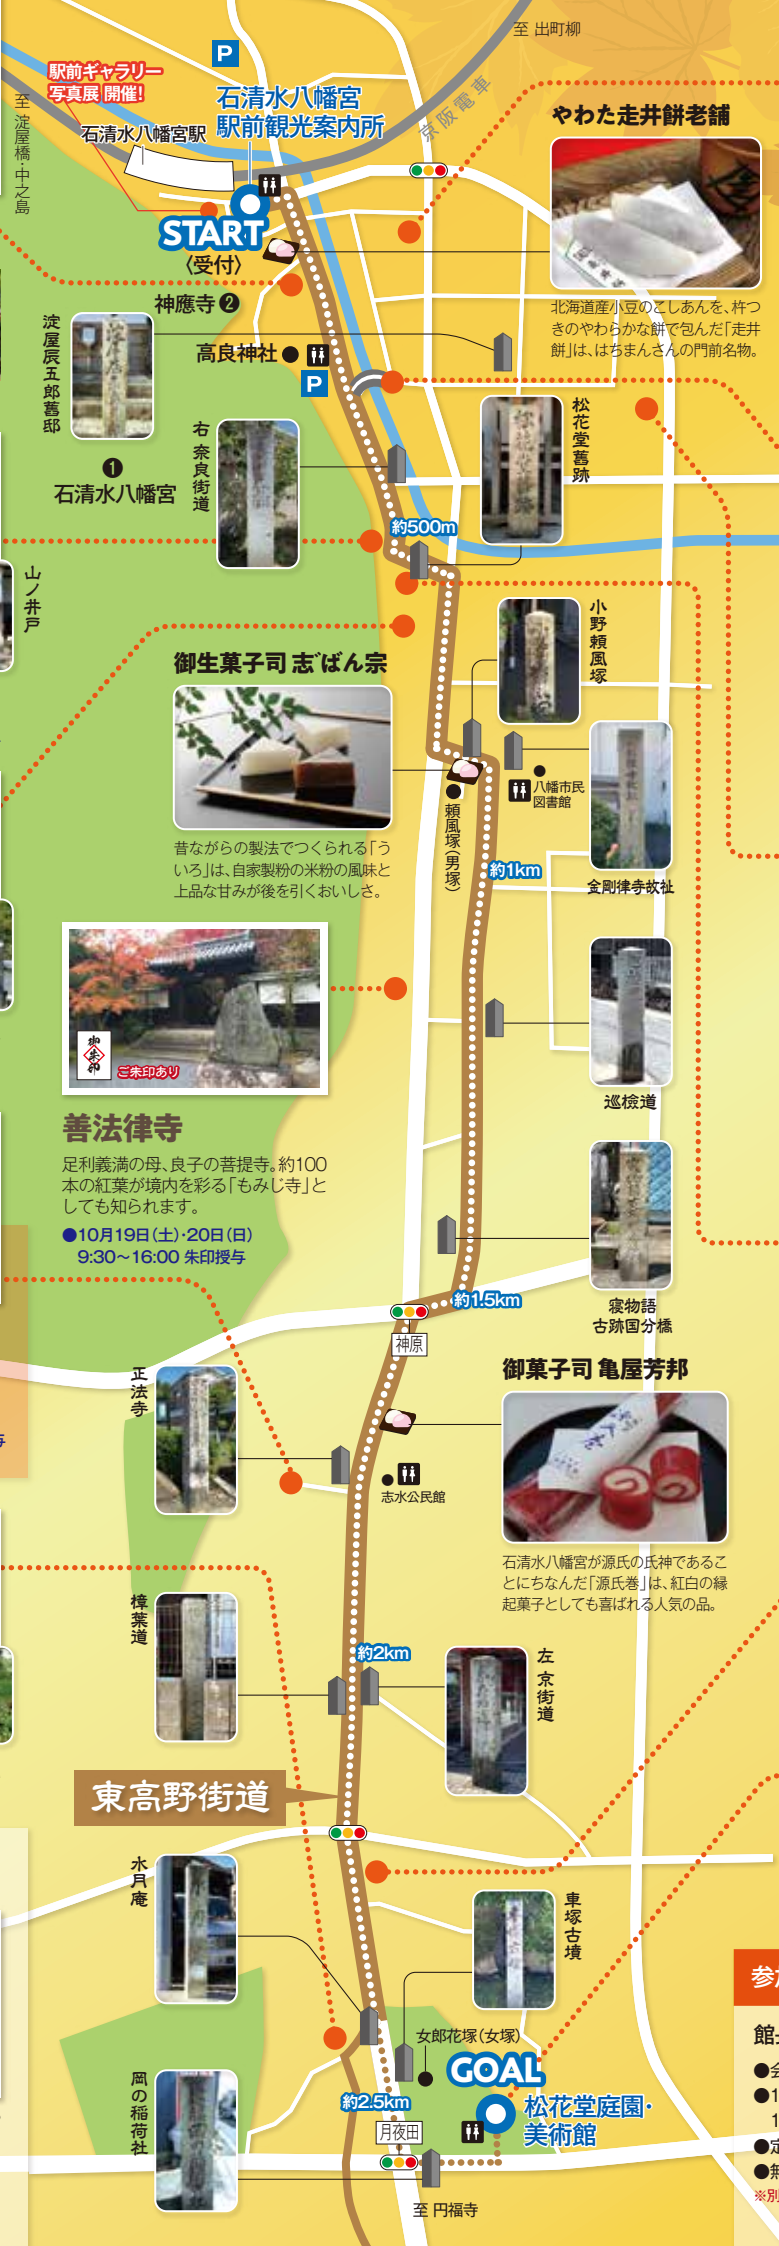 至 出町柳
P
駅前ギャラリー
写真展 開催!
石清水八幡宮
駅前観光案内所
京阪電車
至 淀屋橋・中之島
石清水八幡宮駅
やわた走井餅老舗
START
〈受付〉
北海道産小豆のこしあんを、杵つ
きのやわらかな餅で包んだ「走井
餅」は、はちまんさんの門前名物。
神應寺❷
淀屋辰五郎舊邸
高良神社
P
松花堂舊跡
右 奈良街道
❶
石清水八幡宮
約500m
山ノ井戸
小野頼風塚
御生菓子司 志゛ばん宗
八幡市民
図書館
頼風塚(男塚)
昔ながらの製法でつくられる「う
いろ」は、自家製粉の米粉の風味と
上品な甘みが後を引くおいしさ。
約1km
金剛律寺故祉
御朱印
ご朱印あり
巡檢道
善法律寺
足利義満の母、良子の菩提寺。約100
本の紅葉が境内を彩る「もみじ寺」と
しても知られます。
●10月19日(土)・20日(日)
9:30〜16:00 朱印授与
約1.5km
寝物語
古跡国分橋
神原
御菓子司 亀屋芳邦
正法寺
志水公民館
石清水八幡宮が源氏の氏神であるこ
とにちなんだ「源氏巻」は、紅白の縁
起菓子としても喜ばれる人気の品。
樟葉道
約2km
左 京街道
東高野街道
水月庵
車塚古墳
女郎花塚(女塚)
GOAL
松花堂庭園・
美術館
岡の稲荷社
約2.5km
月夜田
至 円福寺
●1
1
●定
●無
※別